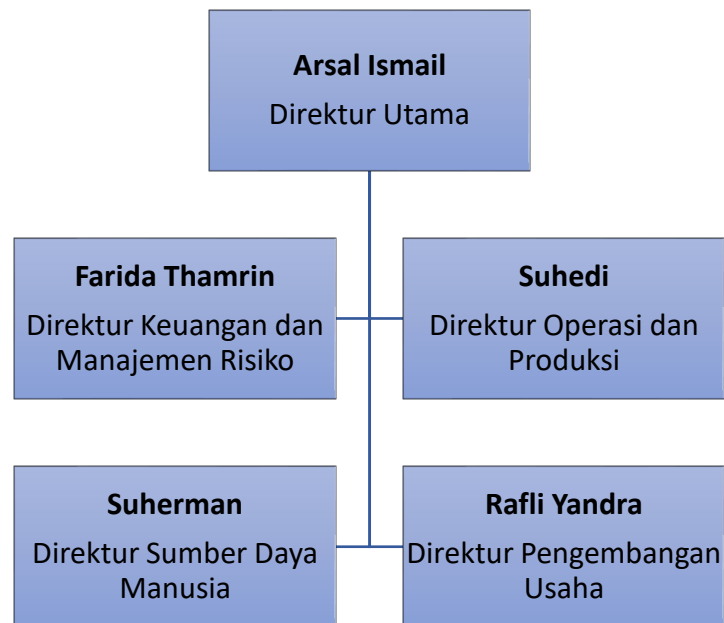 Arsal Ismail
Direktur Utama
Farida Thamrin
Direktur Keuangan dan
Manajemen Risiko
Suhedi
Direktur Operasi dan
Produksi
Suherman
Direktur Sumber Daya
Manusia
Rafli Yandra
Direktur Pengembangan
Usaha